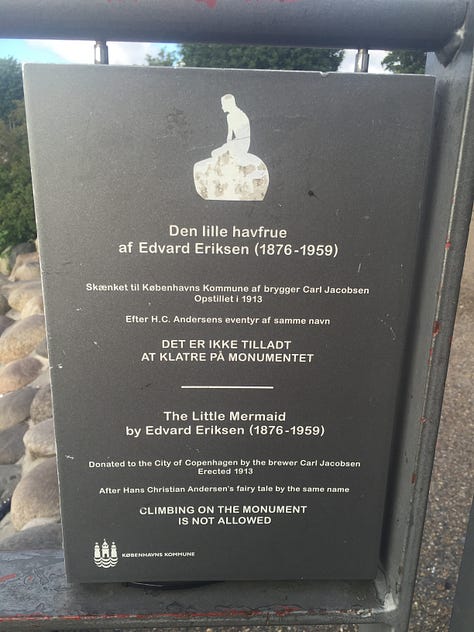 Den lille havfrue
af Edvard Eriksen (1876-1959)
Skænket til Københavns Kommune af brygger Carl Jacobsen
Opstillet i 1913
Efter H.C. Andersens eventyr af samme navn
DET ER IKKE TILLADT
AT KLATRE PÅ MONUMENTET
The Little Mermaid
by Edvard Eriksen (1876-1959)
Donated to the City of Copenhagen by the brewer Carl Jacobsen
Erected 1913
After Hans Christian Andersen's fairy tale by the same name
CLIMBING ON THE MONUMENT
IS NOT ALLOWED
KØBENHAVNS KOMMUNE